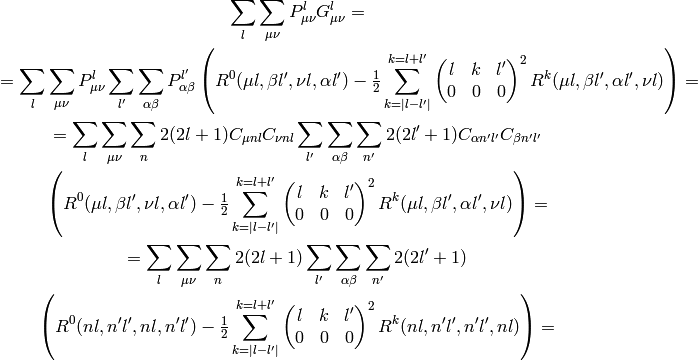 \sum_l \sum_{\mu\nu} P^l_{\mu\nu} G^l_{\mu\nu} =
= \sum_l \sum_{\mu\nu} P^l_{\mu\nu} \sum_{l'} \sum_{\alpha\beta} P^{l'}_{\alpha\beta} \left( R^0(\mu l, \beta l', \nu l, \alpha l') - \frac{1}{2} \sum_{k=|l-l'|}^{k=l+l'} \begin{pmatrix} l & k & l' \\ 0 & 0 & 0 \end{pmatrix}^2 R^k(\mu l, \beta l', \alpha l', \nu l) \right) =
= \sum_l \sum_{\mu\nu} \sum_n 2(2l+1) C_{\mu nl} C_{\nu nl} \sum_{l'} \sum_{\alpha\beta} \sum_{n'} 2(2l'+1) C_{\alpha n'l'} C_{\beta n'l'}
\left( R^0(\mu l, \beta l', \nu l, \alpha l') - \frac{1}{2} \sum_{k=|l-l'|}^{k=l+l'} \begin{pmatrix} l & k & l' \\ 0 & 0 & 0 \end{pmatrix}^2 R^k(\mu l, \beta l', \alpha l', \nu l) \right) =
= \sum_l \sum_{\mu\nu} \sum_n 2(2l+1) \sum_{l'} \sum_{\alpha\beta} \sum_{n'} 2(2l'+1)
\left( R^0(nl, n'l', nl, n'l') - \frac{1}{2} \sum_{k=|l-l'|}^{k=l+l'} \begin{pmatrix} l & k & l' \\ 0 & 0 & 0 \end{pmatrix}^2 R^k(nl, n'l', n'l', nl) \right) =